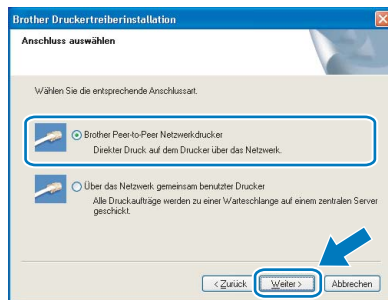 Brother Druckertreiberinstallation
Anschluss auswählen
Wählen Sie die entsprechende Anschlussart.
Brother Peer-to-Peer Netzwerkdrucker
Direkter Druck auf dem Drucker über das Netzwerk.
Über das Netzwerk gemeinsam benutzter Drucker
Alle Druckaufträge werden zu einer Warteschlange auf einem zentralen Server
geschickt.
< Zurück Weiter > Abbrechen